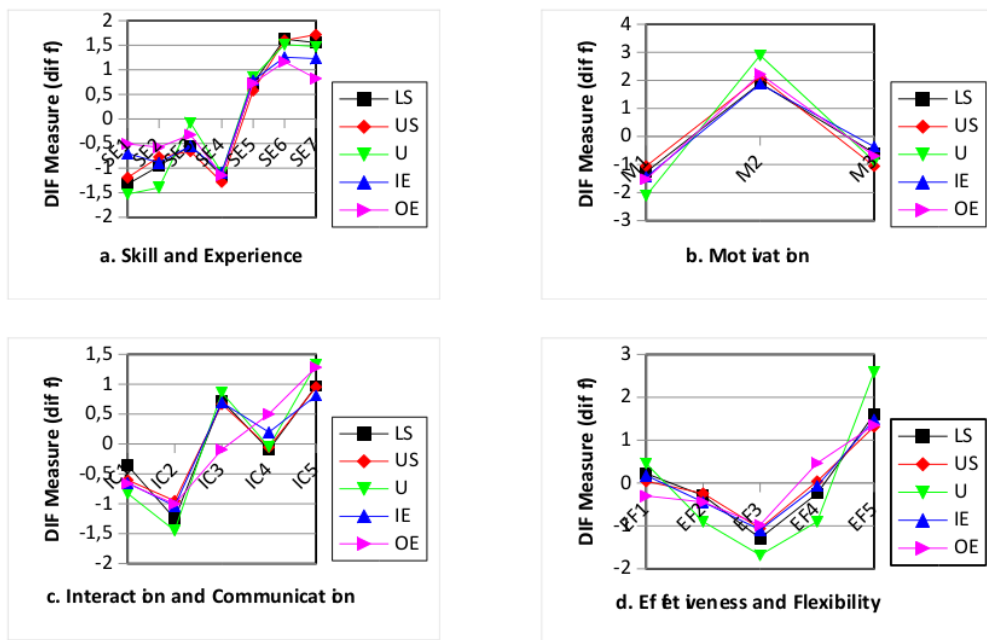 DIF Measure (dif f)
2
1,5
1
0,5
0
-0,5
-1
-1,5
-2
SE1
SE2
SE3
SE4
SE5
SE6
SE7
LS
US
U
IE
OE
a. Skill and Experience
DIF Measure (dif f)
4
3
2
1
0
-1
-2
-3
M1
M2
M3
LS
US
U
IE
OE
b. Mot ivat ion
DIF Measure (dif f)
1,5
1
0,5
0
-0,5
-1
-1,5
-2
IC1
IC2
IC3
IC4
IC5
LS
US
U
IE
OE
c. Interact ion and Communicat ion
DIF Measure (dif f)
3
2
1
0
-2
EF1
EF2
EF3
EF4
EF5
LS
US
U
IE
OE
d. Ef fet iveness and Flexibility